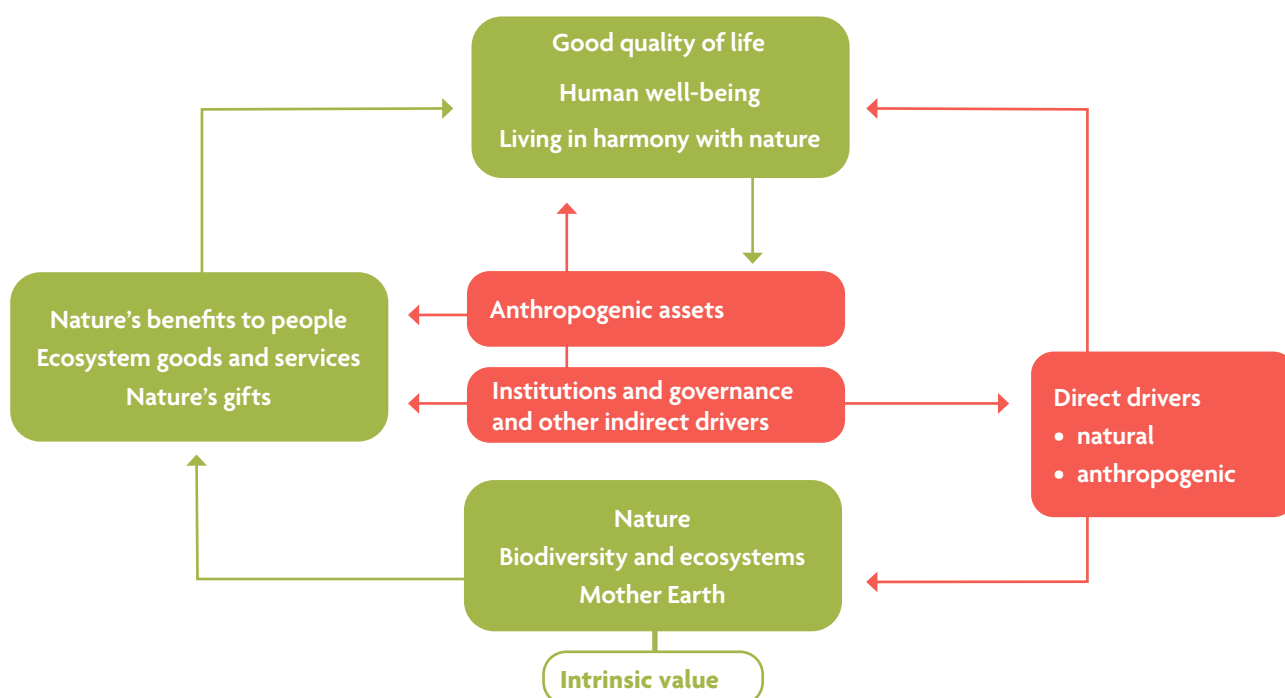 Good quality of life
Human well-being
Living in harmony with nature
Nature’s benefits to people
Ecosystem goods and services
Nature’s gifts
Anthropogenic assets
Institutions and governance
and other indirect drivers
Direct drivers
• natural
• anthropogenic
Nature
Biodiversity and ecosystems
Mother Earth
Intrinsic value